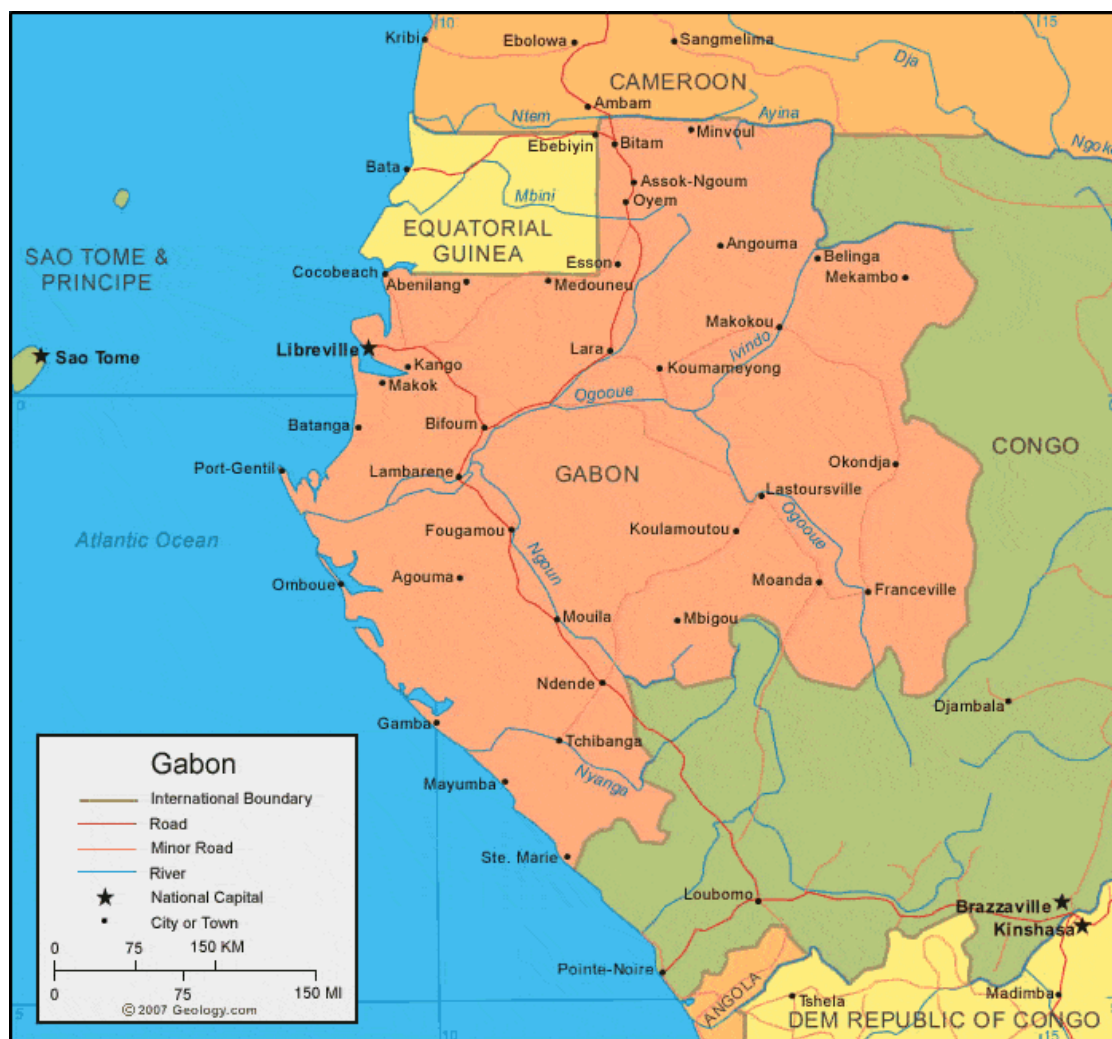 10
15
Kribi
Ebolowa
Sangmelima
Dja
CAMEROON
Ambam
Ntem
Ayina
Minvoul
Ngoko
Ebebiyin
Bitam
Bata
Assok-Ngoum
Mbini
Oyem
EQUATORIAL
GUINEA
Angouma
SAO TOME &
PRINCIPE
Esson
Belinga
Cocobeach
Abenilang
Medouneu
Mekambo
Makokou
Ivindo
Libreville
Lara
Sao Tome
Kango
Koumameyong
Makok
Ogooue
0
Batanga
Bifoum
CONGO
Port-Gentil
Lambarene
GABON
Okondja
Lastoursville
Ogooue
Atlantic Ocean
Fougamou
Koulamoutou
Ngoun
Omboue
Agouma
Moanda
Franceville
Mouila
Mbigou
Ndende
Djambala
Gamba
Tchibanga
Nyanga
Mayumba
Ste. Marie
Loubomo
Brazzaville
Kinshasa
Pointe-Noire
ANGOLA
Tshela
Madimba
DEM REPUBLIC OF CONGO
5
10
15
Gabon
International Boundary
Road
Minor Road
River
National Capital
City or Town
0 75 150 KM
0 75 150 MI
© 2007 Geology.com